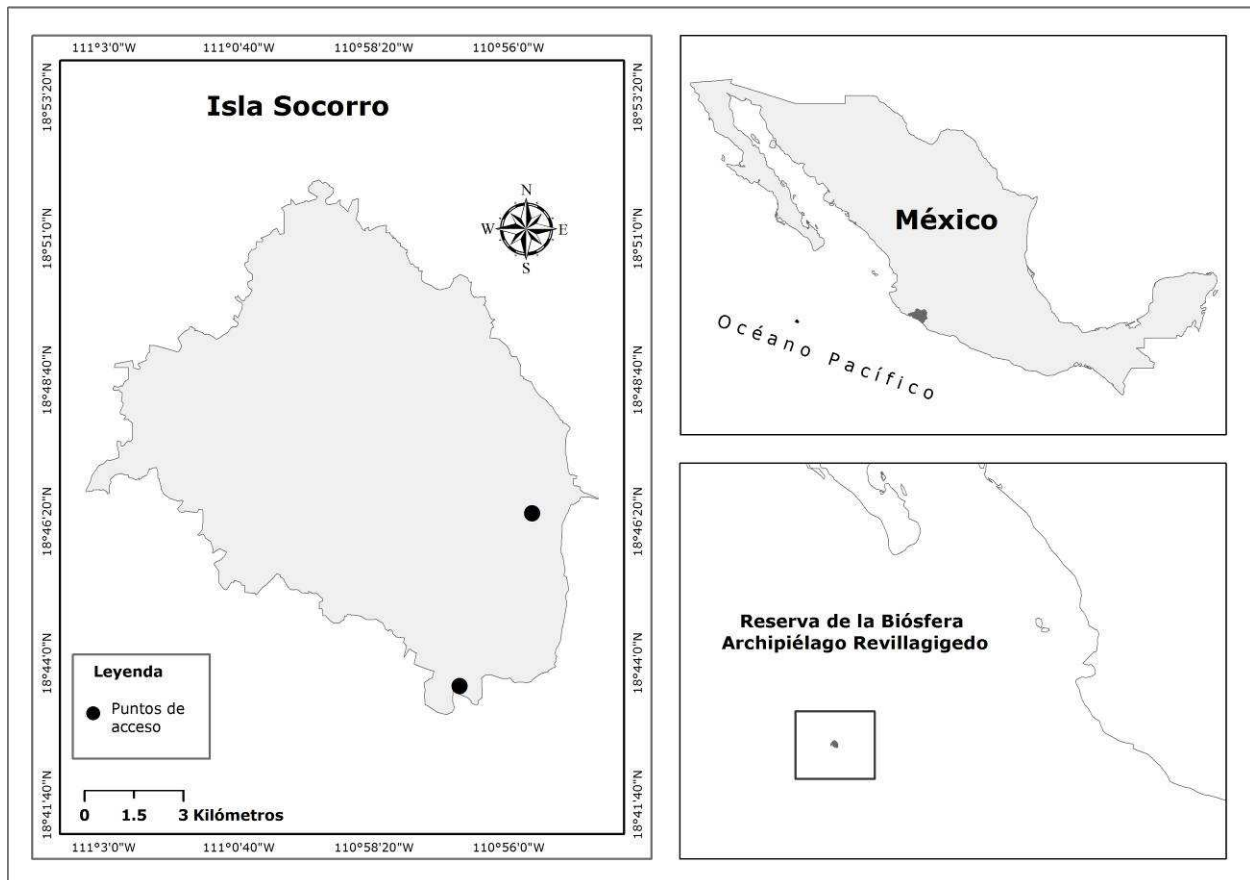 111°3'0"W 111°0'40"W 110°58'20"W 110°56'0"W
Isla Socorro
N
W E
S
18°53'20"N
18°51'0"N
18°48'40"N
18°46'20"N
18°44'0"N
18°41'40"N
18°53'20"N
18°51'0"N
18°48'40"N
18°46'20"N
18°44'0"N
18°41'40"N
Leyenda
Puntos de
acceso
0 1.5 3 Kilómetros
111°3'0"W 111°0'40"W 110°58'20"W 110°56'0"W
México
Océano Pacífico
Reserva de la Biósfera
Archipiélago Revillagigedo